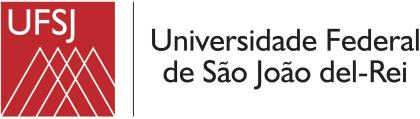 UFSJ
Universidade Federal
de São João del-Rei